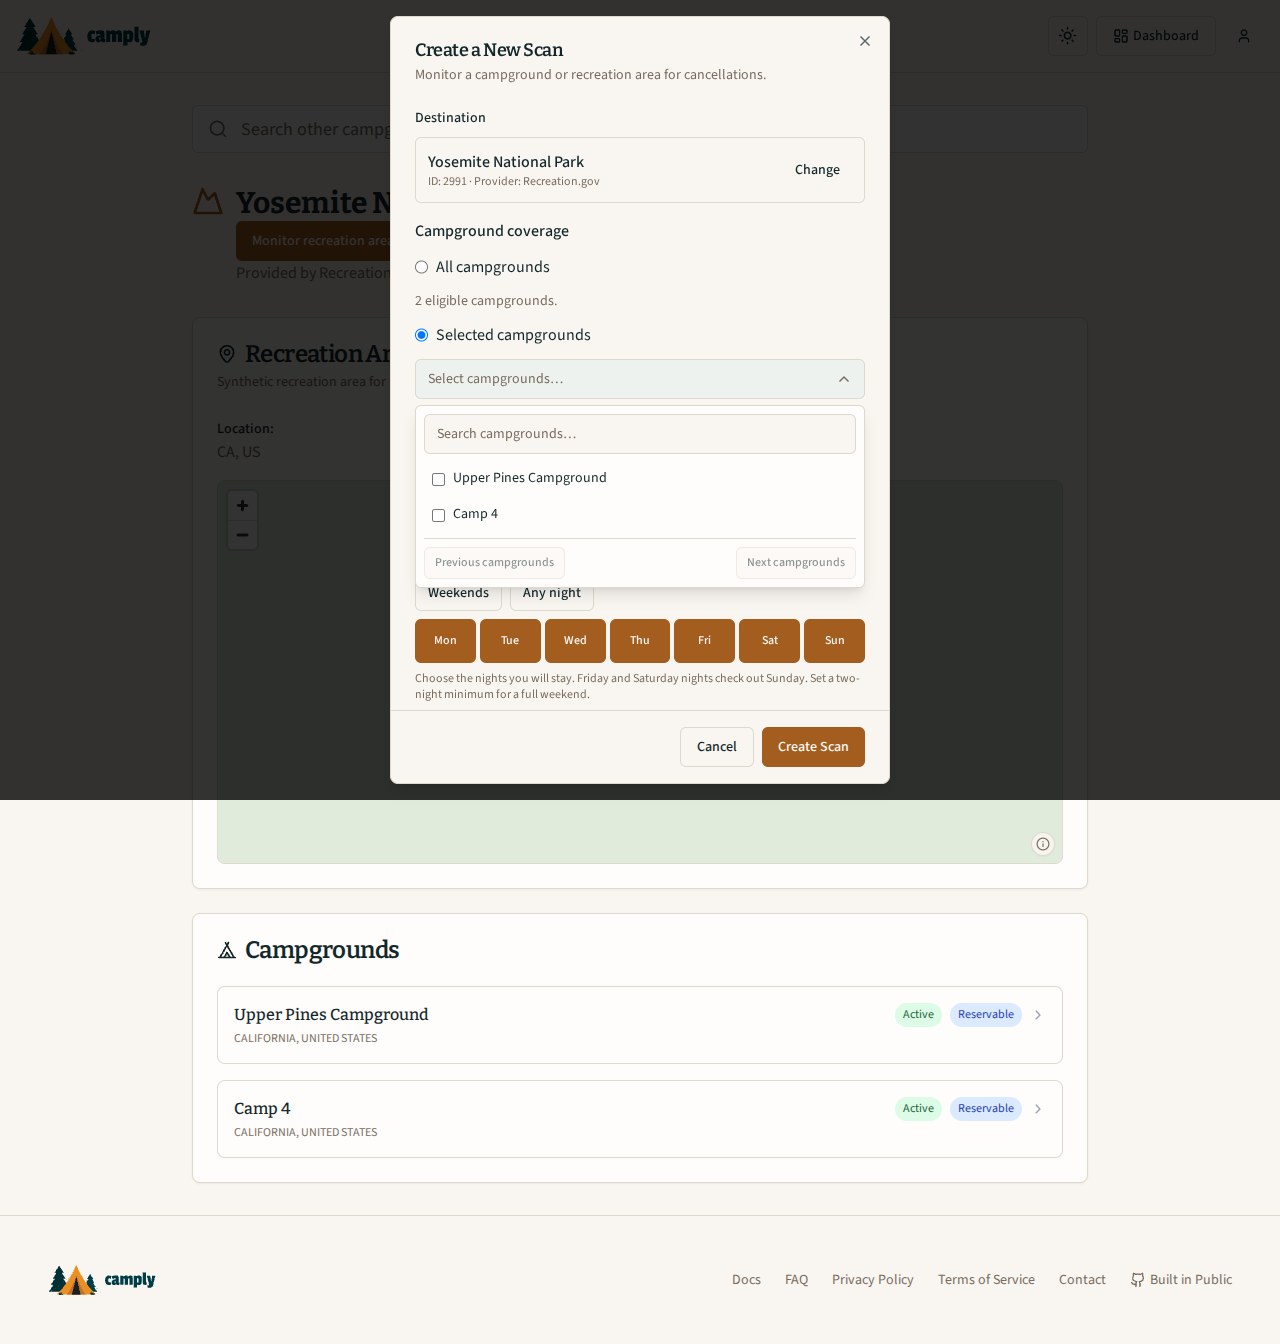 camply
Dashboard
Search other campg
Yosemite N
Monitor recreation area
Provided by Recreation
Recreation Ar
Synthetic recreation area for
Location:
CA, US
+
−
Create a New Scan
Monitor a campground or recreation area for cancellations.
Destination
Yosemite National Park
ID: 2991 · Provider: Recreation.gov
Change
Campground coverage
All campgrounds
2 eligible campgrounds.
Selected campgrounds
Select campgrounds…
Search campgrounds…
Upper Pines Campground
Camp 4
Previous campgrounds
Next campgrounds
Weekends
Any night
Mon
Tue
Wed
Thu
Fri
Sat
Sun
Choose the nights you will stay. Friday and Saturday nights check out Sunday. Set a two-
night minimum for a full weekend.
Cancel
Create Scan
Campgrounds
Upper Pines Campground
CALIFORNIA, UNITED STATES
Active
Reservable
Camp 4
CALIFORNIA, UNITED STATES
Active
Reservable
camply
Docs
FAQ
Privacy Policy
Terms of Service
Contact
Built in Public